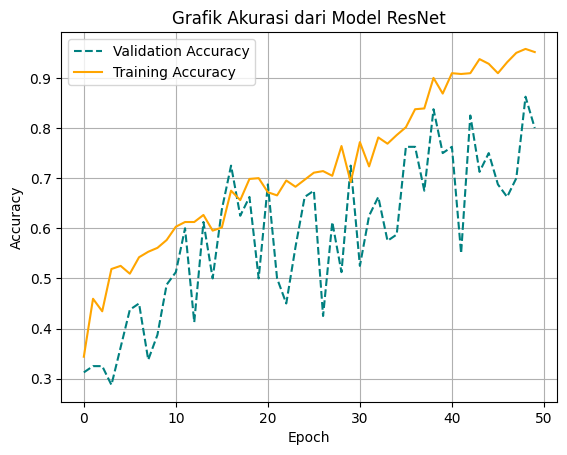 Grafik Akurasi dari Model ResNet
Validation Accuracy
Training Accuracy
0.9
0.8
0.7
0.6
0.5
0.4
0.3
Accuracy
0 10 20 30 40 50
Epoch